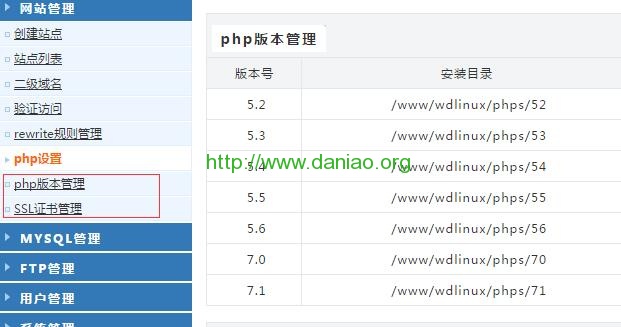 网站管理
创建站点
站点列表
二级域名
验证访问
rewrite规则管理
php设置
php版本管理
SSL证书管理
MYSQL管理
FTP管理
用户管理
系统管理
php版本管理
版本号 安装目录
5.2 /www/wdlinux/phps/52
5.3 /www/wdlinux/phps/53
http://www.daniao.org
5.4 /www/wdlinux/phps/54
5.5 /www/wdlinux/phps/55
5.6 /www/wdlinux/phps/56
7.0 /www/wdlinux/phps/70
7.1 /www/wdlinux/phps/71